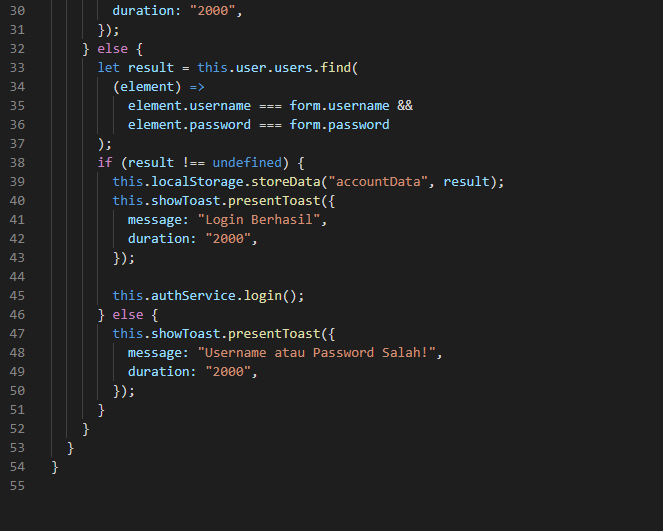 30 duration: "2000",
31 });
32 } else {
33 let result = this.user.users.find(
34 (element) =>
35 element.username === form.username &&
36 element.password === form.password
37 );
38 if (result !== undefined) {
39 this.localStorage.storeData("accountData", result);
40 this.showToast.presentToast({
41 message: "Login Berhasil",
42 duration: "2000",
43 });
44
45 this.authService.login();
46 } else {
47 this.showToast.presentToast({
48 message: "Username atau Password Salah!",
49 duration: "2000",
50 });
51 }
52 }
53 }
54 }
55